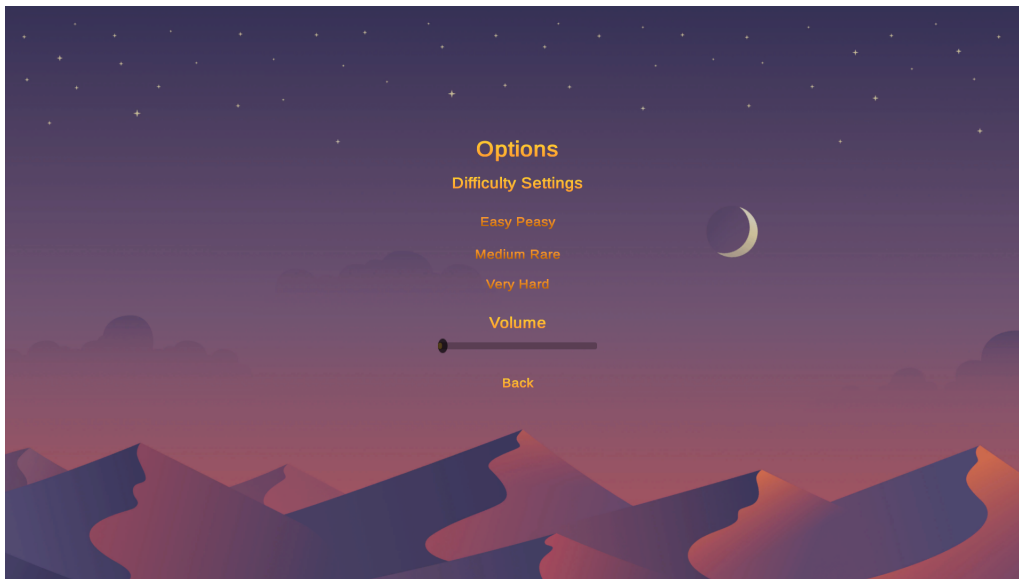 Options
Difficulty Settings
Easy Peasy
Medium Rare
Very Hard
Volume
Back